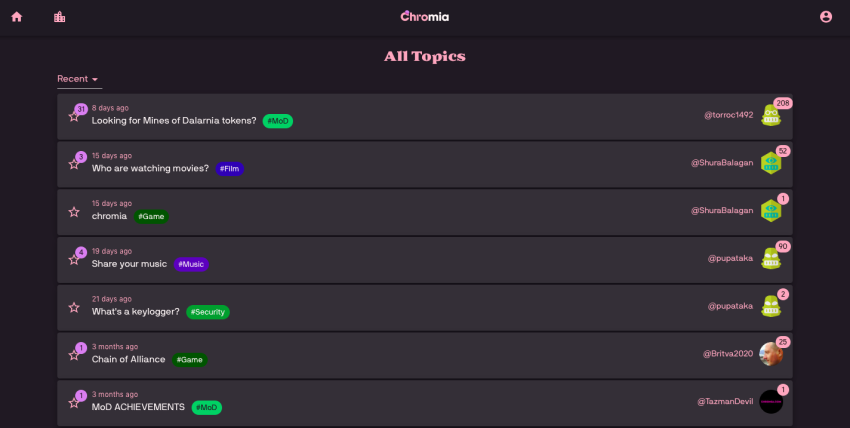 Chromia
All Topics
Recent
31
8 days ago
Looking for Mines of Dalarnia tokens? #MoD
@torroc1492
208
3
15 days ago
Who are watching movies? #Film
@ShuraBalagan
52
15 days ago
chromia #Game
@ShuraBalagan
1
4
19 days ago
Share your music #Music
@pupataka
90
21 days ago
What's a keylogger? #Security
@pupataka
2
1
3 months ago
Chain of Alliance #Game
@Britva2020
25
1
3 months ago
MoD ACHIEVEMENTS #MoD
@TazmanDevil
1